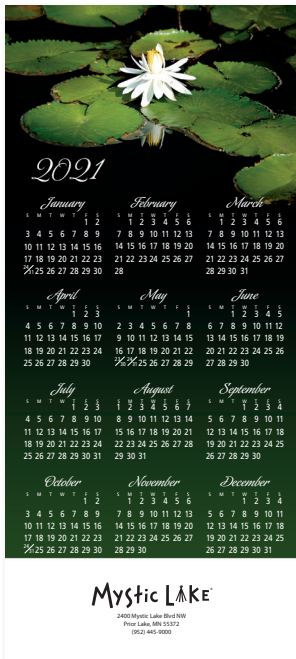 2021
January
S M T W T F S
1 2
3 4 5 6 7 8 9
10 11 12 13 14 15 16
17 18 19 20 21 22 23
24/31 25 26 27 28 29 30
February
S M T W T F S
1 2 3 4 5 6
7 8 9 10 11 12 13
14 15 16 17 18 19 20
21 22 23 24 25 26 27
28
March
S M T W T F S
1 2 3 4 5 6
7 8 9 10 11 12 13
14 15 16 17 18 19 20
21 22 23 24 25 26 27
28 29 30 31
April
S M T W T F S
1 2 3
4 5 6 7 8 9 10
11 12 13 14 15 16 17
18 19 20 21 22 23 24
25 26 27 28 29 30
May
S M T W T F S
1
2 3 4 5 6 7 8
9 10 11 12 13 14 15
16 17 18 19 20 21 22
23/30 24/31 25 26 27 28 29
June
S M T W T F S
1 2 3 4 5
6 7 8 9 10 11 12
13 14 15 16 17 18 19
20 21 22 23 24 25 26
27 28 29 30
July
S M T W T F S
1 2 3
4 5 6 7 8 9 10
11 12 13 14 15 16 17
18 19 20 21 22 23 24
25 26 27 28 29 30 31
August
S M T W T F S
1 2 3 4 5 6 7
8 9 10 11 12 13 14
15 16 17 18 19 20 21
22 23 24 25 26 27 28
29 30 31
September
S M T W T F S
1 2 3 4
5 6 7 8 9 10 11
12 13 14 15 16 17 18
19 20 21 22 23 24 25
26 27 28 29 30
October
S M T W T F S
1 2
3 4 5 6 7 8 9
10 11 12 13 14 15 16
17 18 19 20 21 22 23
24/31 25 26 27 28 29 30
November
S M T W T F S
1 2 3 4 5 6
7 8 9 10 11 12 13
14 15 16 17 18 19 20
21 22 23 24 25 26 27
28 29 30
December
S M T W T F S
1 2 3 4
5 6 7 8 9 10 11
12 13 14 15 16 17 18
19 20 21 22 23 24 25
26 27 28 29 30 31
Mystic Lake
2400 Mystic Lake Blvd NW
Prior Lake, MN 55372
(952) 445-9000